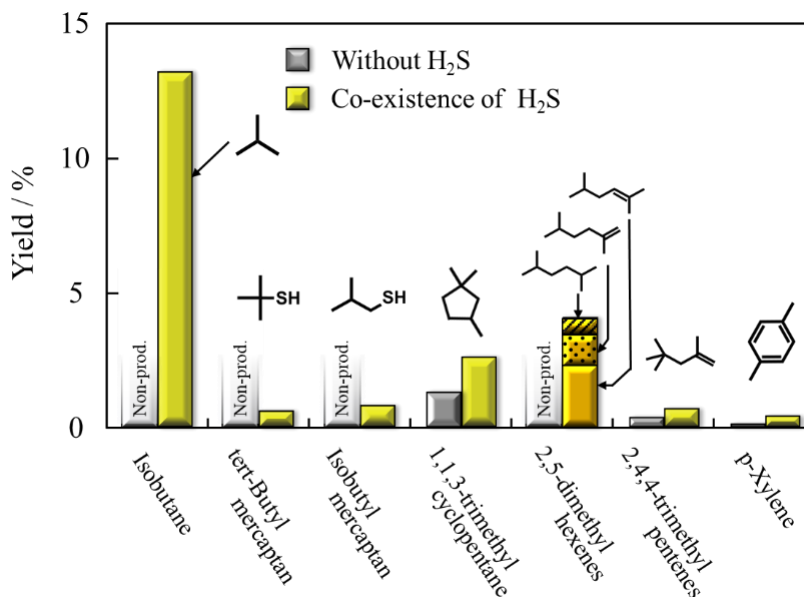 15
10
5
0
Yield / %
Without H₂S
Co-existence of H₂S
SH
SH
Non-prod.
Non-prod.
Non-prod.
Non-prod.
Isobutane
tert-Butyl
mercaptan
Isobutyl
mercaptan
1,1,3-trimethyl
cyclopentane
2,5-dimethyl
hexenes
2,4,4-trimethyl
pentenes
p-Xylene